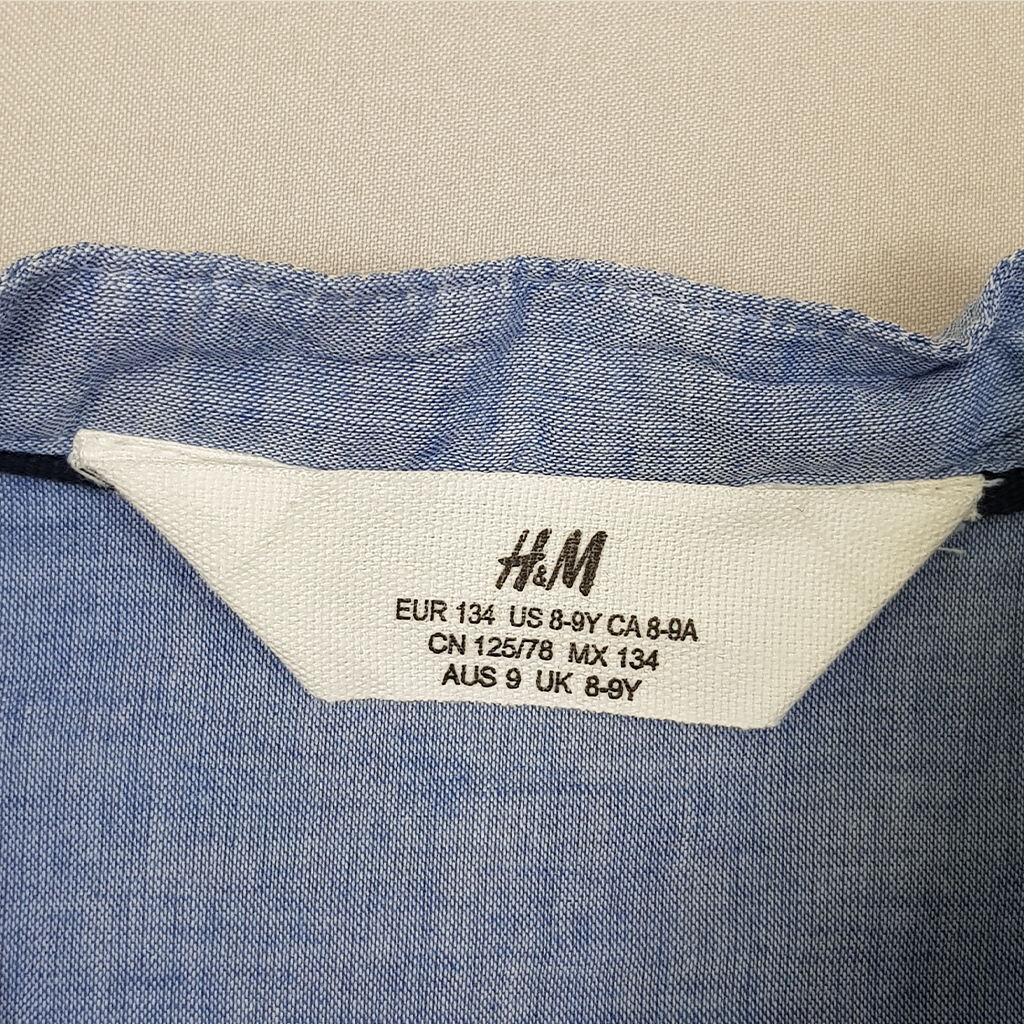 H&M
EUR 134 US 8-9Y CA 8-9A
CN 125/78 MX 134
AUS 9 UK 8-9Y